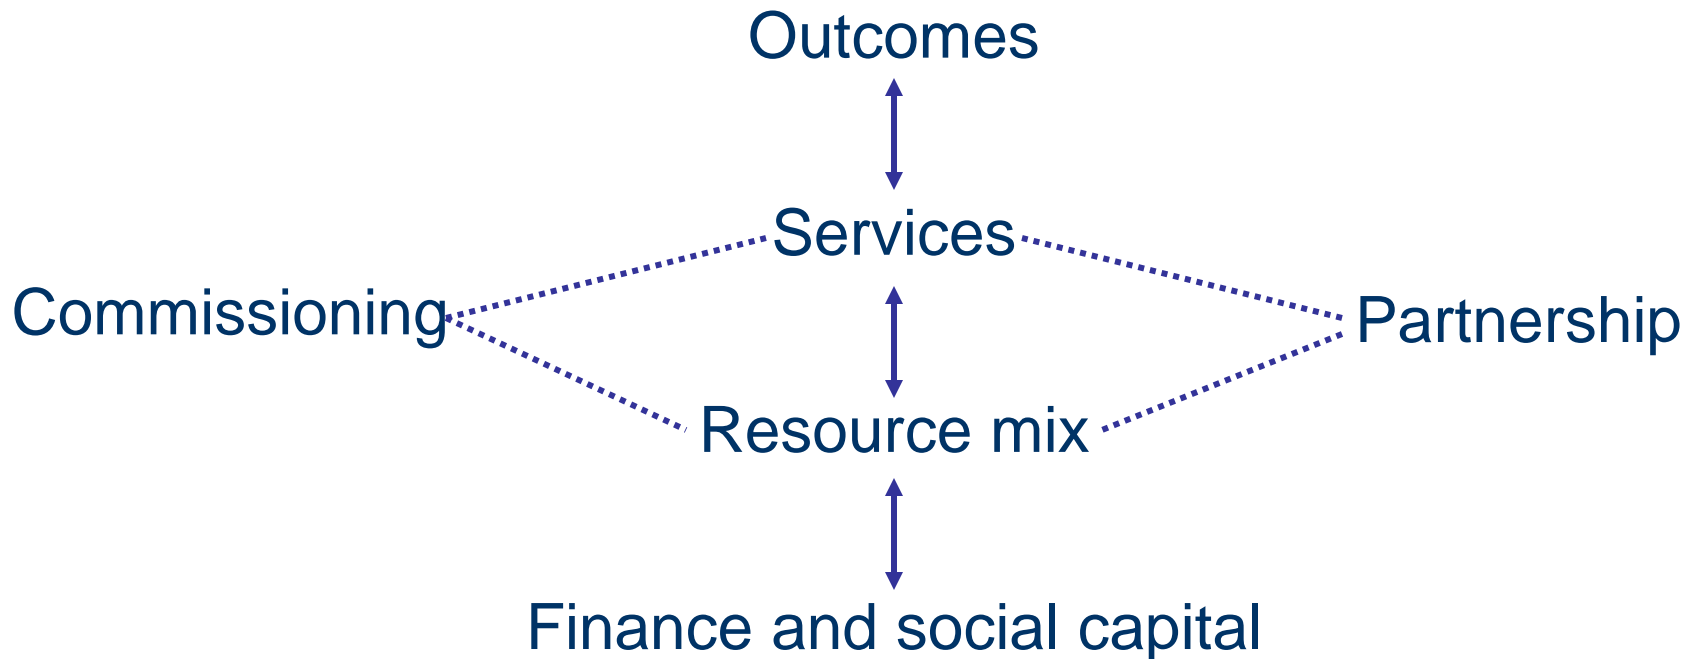 Outcomes
Services
Commissioning
Partnership
Resource mix
Finance and social capital